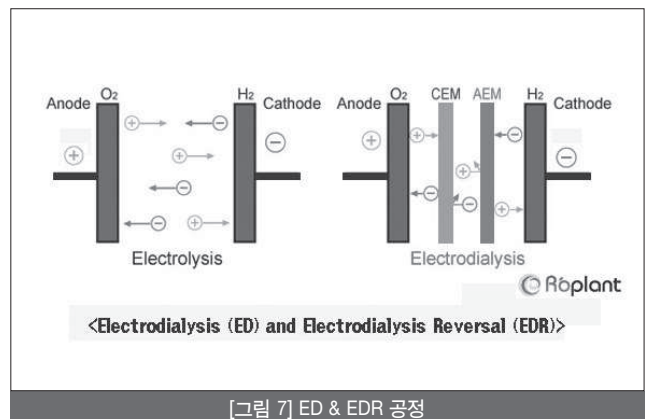 O2 H2
Anode Cathode
Electrolysis
O2 CEM AEM H2
Anode Cathode
Electrodialysis
Röplant
<Electrodialysis (ED) and Electrodialysis Reversal (EDR)>
[그림 7] ED & EDR 공정